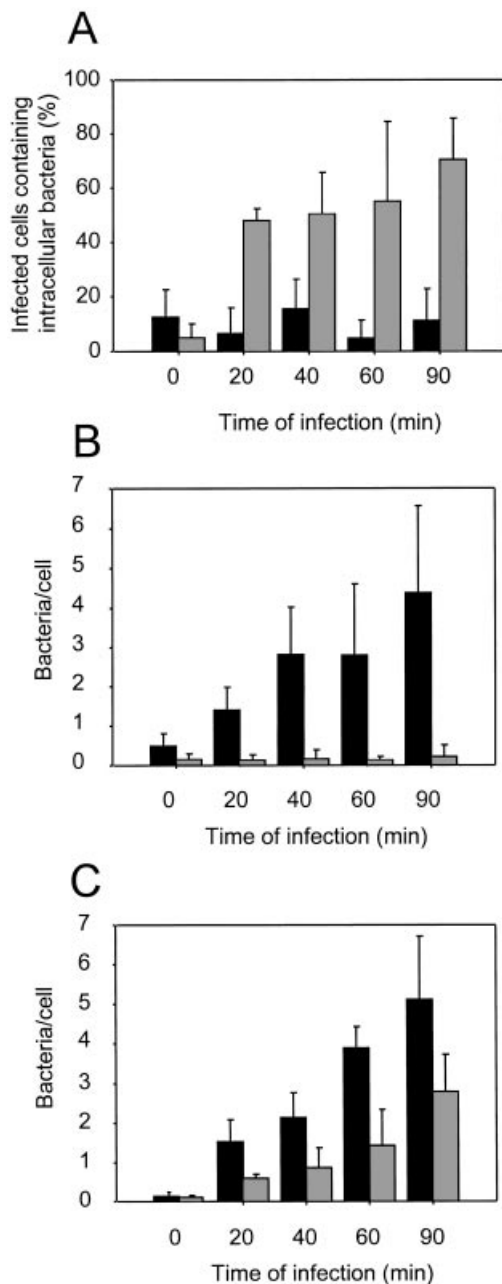 A
Infected cells containing
intracellular bacteria (%)
100
80
60
40
20
0
0 20 40 60 90
Time of infection (min)
B
Bacteria/cell
7
6
5
4
3
2
1
0
0 20 40 60 90
Time of infection (min)
C
Bacteria/cell
7
6
5
4
3
2
1
0
0 20 40 60 90
Time of infection (min)